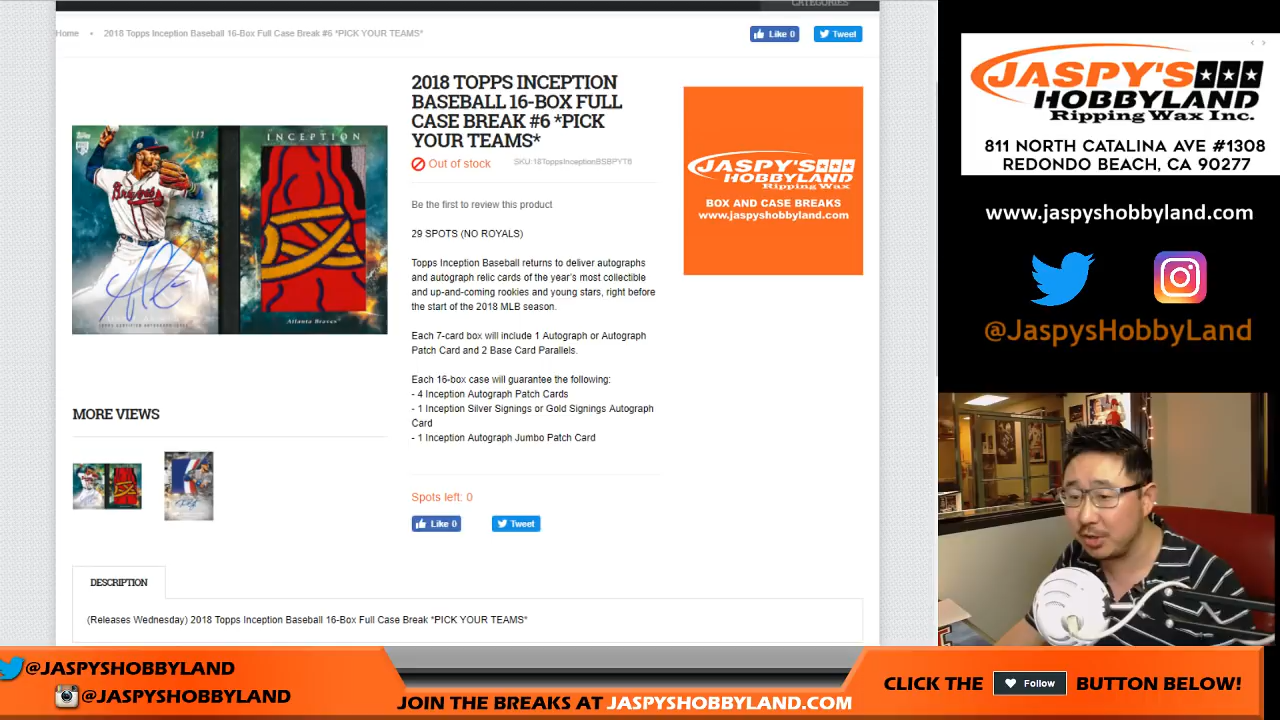 CATEGORIES
Home • 2018 Topps Inception Baseball 16-Box Full Case Break #6 *PICK YOUR TEAMS*
Like 0
Tweet
INCEPTION
Atlanta Braves
2018 TOPPS INCEPTION
BASEBALL 16-BOX FULL
CASE BREAK #6 *PICK
YOUR TEAMS*
Out of stock
SKU:18ToppsInceptionBSBPYT6
Be the first to review this product
29 SPOTS (NO ROYALS)
Topps Inception Baseball returns to deliver autographs
and autograph relic cards of the year's most collectible
and up-and-coming rookies and young stars, right before
the start of the 2018 MLB season.
Each 7-card box will include 1 Autograph or Autograph
Patch Card and 2 Base Card Parallels.
Each 16-box case will guarantee the following:
- 4 Inception Autograph Patch Cards
- 1 Inception Silver Signings or Gold Signings Autograph
Card
- 1 Inception Autograph Jumbo Patch Card
Spots left: 0
Like 0
Tweet
JASPY'S
HOBBYLAND
Ripping Wax
BOX AND CASE BREAKS
www.jaspyshobbyland.com
MORE VIEWS
DESCRIPTION
(Releases Wednesday) 2018 Topps Inception Baseball 16-Box Full Case Break *PICK YOUR TEAMS*
JASPY'S
HOBBYLAND
Ripping Wax Inc.
811 NORTH CATALINA AVE #1308
REDONDO BEACH, CA 90277
www.jaspyshobbyland.com
@JaspysHobbyLand
@JASPYSHOBBYLAND
@JASPYSHOBBYLAND
JOIN THE BREAKS AT JASPYSHOBBYLAND.COM
CLICK THE Follow BUTTON BELOW!